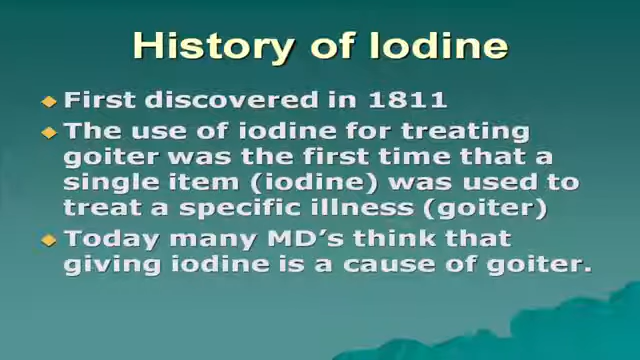 History of Iodine
First discovered in 1811
The use of iodine for treating
goiter was the first time that a
single item (iodine) was used to
treat a specific illness (goiter)
Today many MD’s think that
giving iodine is a cause of goiter.